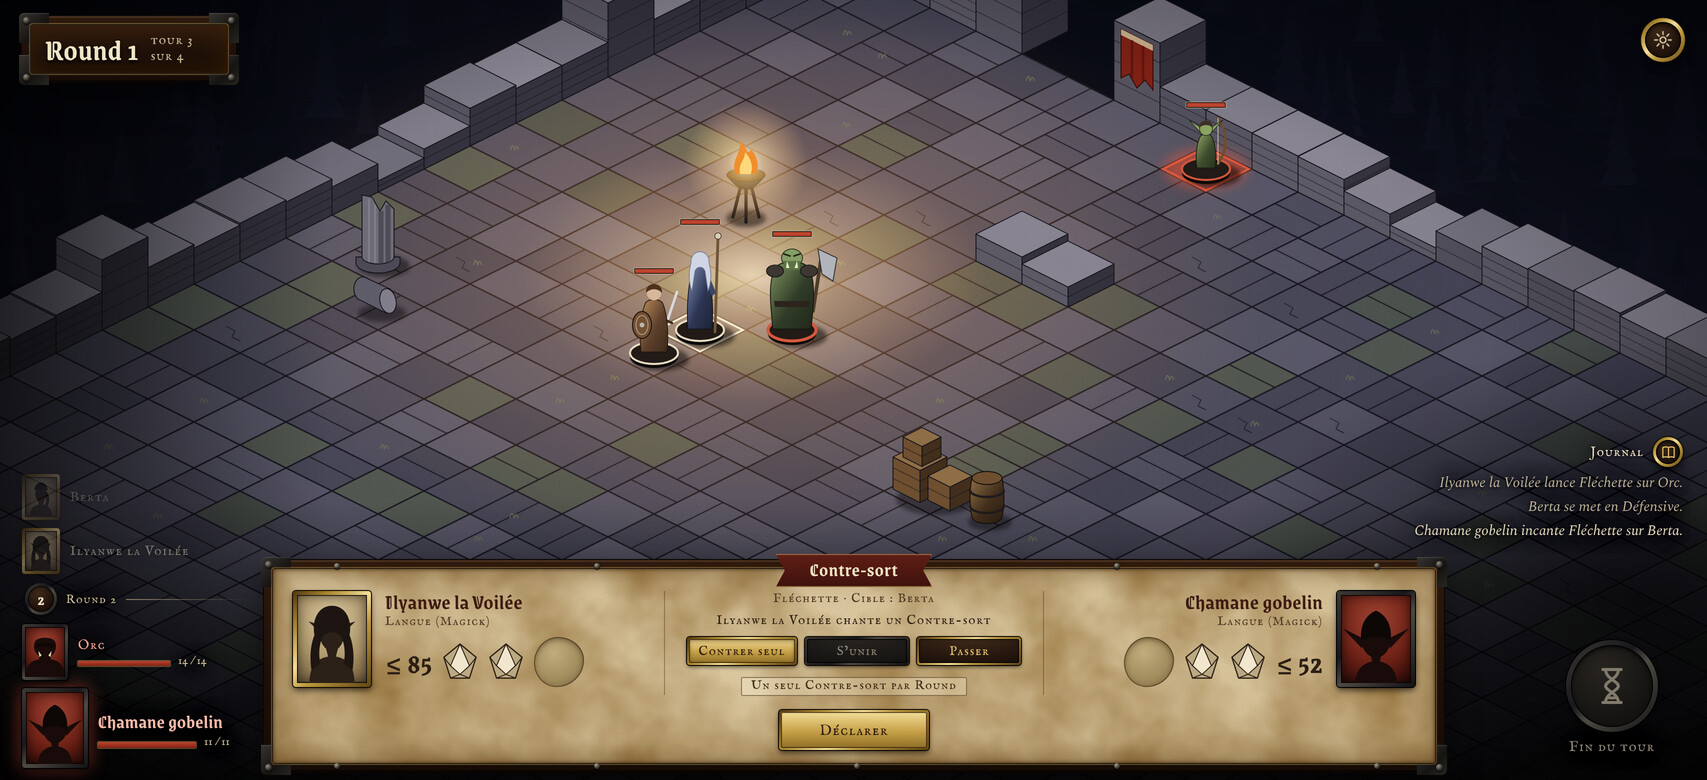 Round 1
TOUR 3
SUR 4
Journal
Ilyanwe la Voilée lance Fléchette sur Orc.
Berta se met en Défensive.
Chamane gobelin incante Fléchette sur Berta.
Berta
Ilyanwe la Voilée
2 Round 2
Orc
14/14
Chamane gobelin
11/11
Contre-sort
Ilyanwe la Voilée
Langue (Magick)
≤ 85
Fléchette · Cible : Berta
Ilyanwe la Voilée chante un Contre-sort
Contrer seul
S'unir
Passer
Un seul Contre-sort par Round
Déclarer
Chamane gobelin
Langue (Magick)
≤ 52
Fin du tour